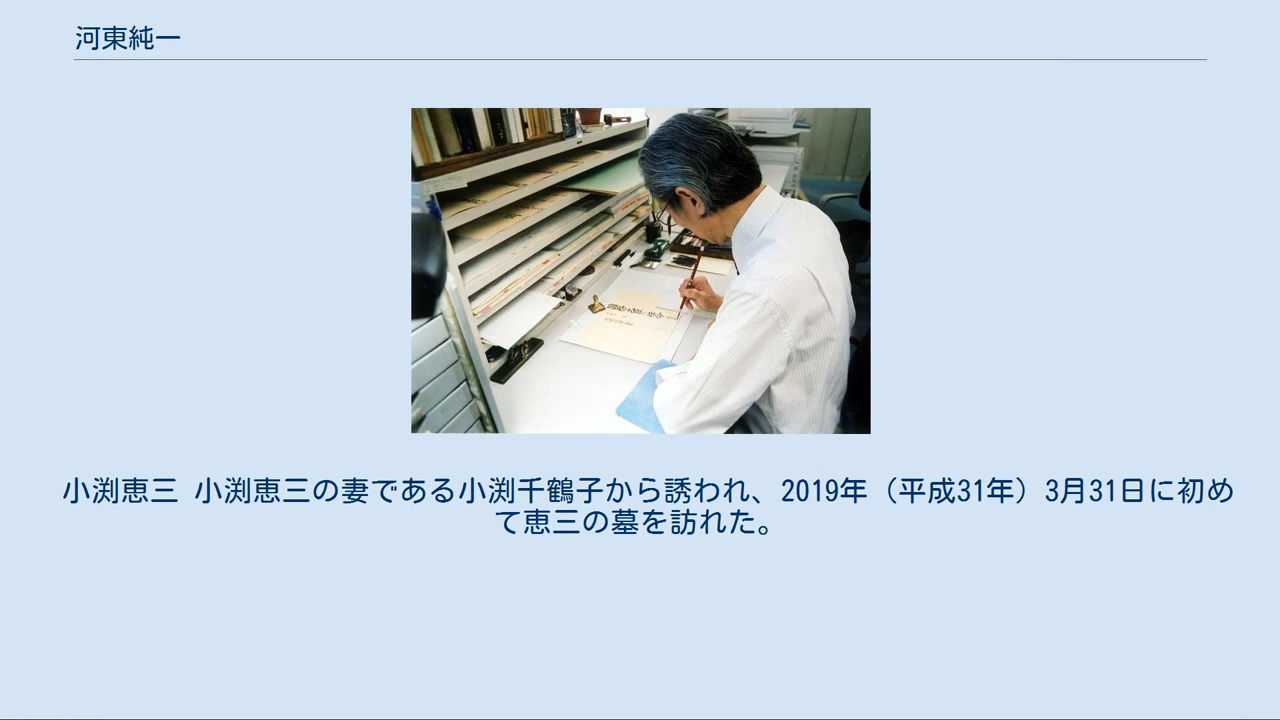 河東純一
小渕恵三 小渕恵三の妻である小渕千鶴子から誘われ、2019年（平成31年）3月31日に初め
て恵三の墓を訪れた。